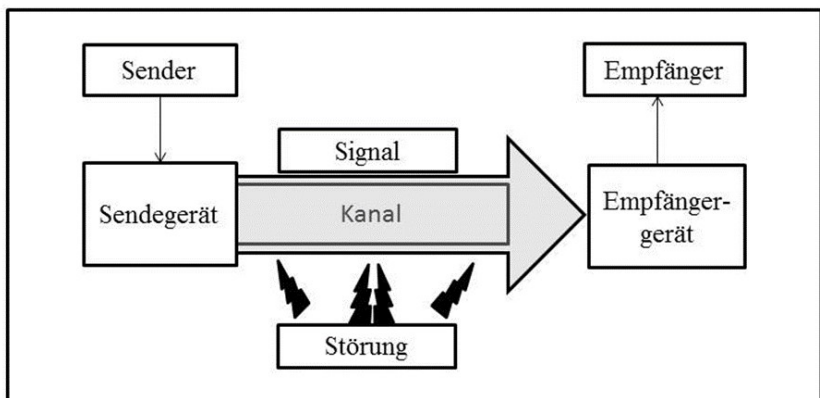 Sender
Empfänger
Signal
Sendegerät
Kanal
Empfänger-
gerät
Störung